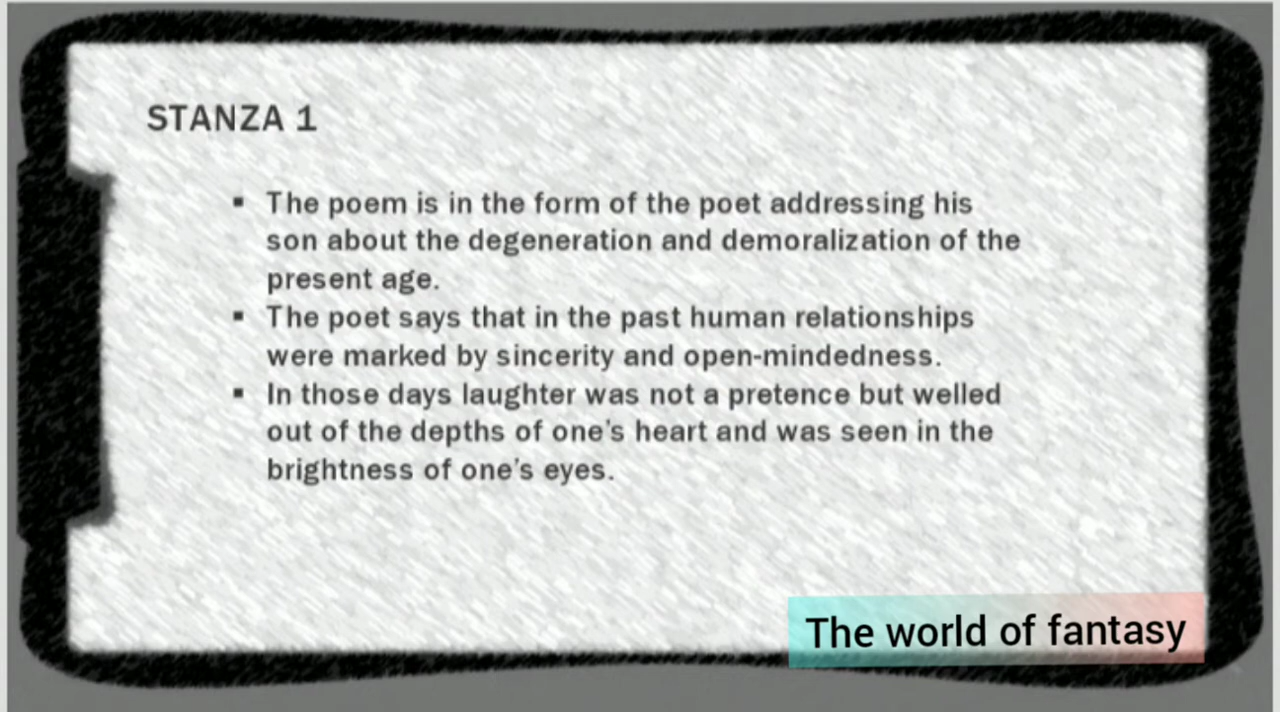 STANZA 1
▪ The poem is in the form of the poet addressing his
son about the degeneration and demoralization of the
present age.
▪ The poet says that in the past human relationships
were marked by sincerity and open-mindedness.
▪ In those days laughter was not a pretence but welled
out of the depths of one's heart and was seen in the
brightness of one's eyes.
The world of fantasy